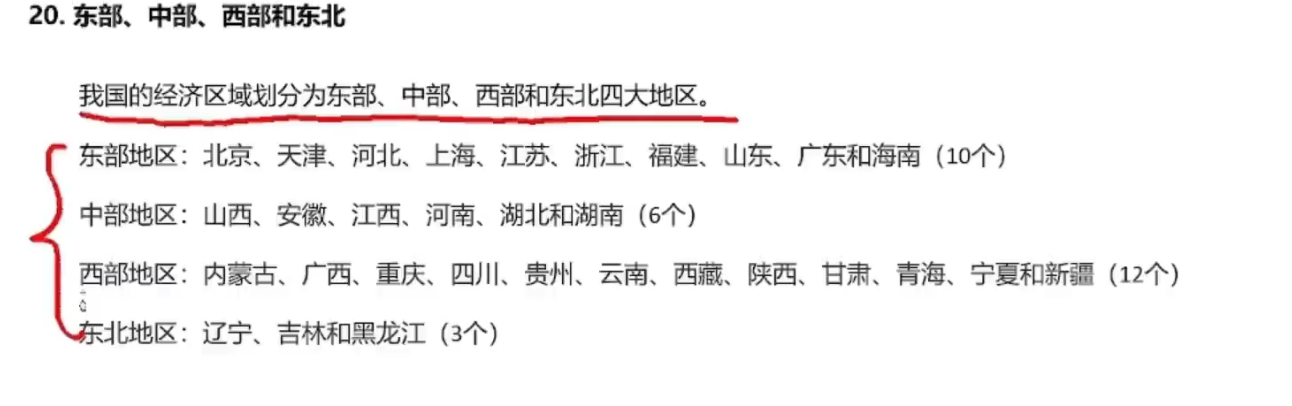 20. 东部、中部、西部和东北
我国的经济区域划分为东部、中部、西部和东北四大地区。
东部地区：北京、天津、河北、上海、江苏、浙江、福建、山东、广东和海南（10个）
中部地区：山西、安徽、江西、河南、湖北和湖南（6个）
西部地区：内蒙古、广西、重庆、四川、贵州、云南、西藏、陕西、甘肃、青海、宁夏和新疆（12个）
东北地区：辽宁、吉林和黑龙江（3个）